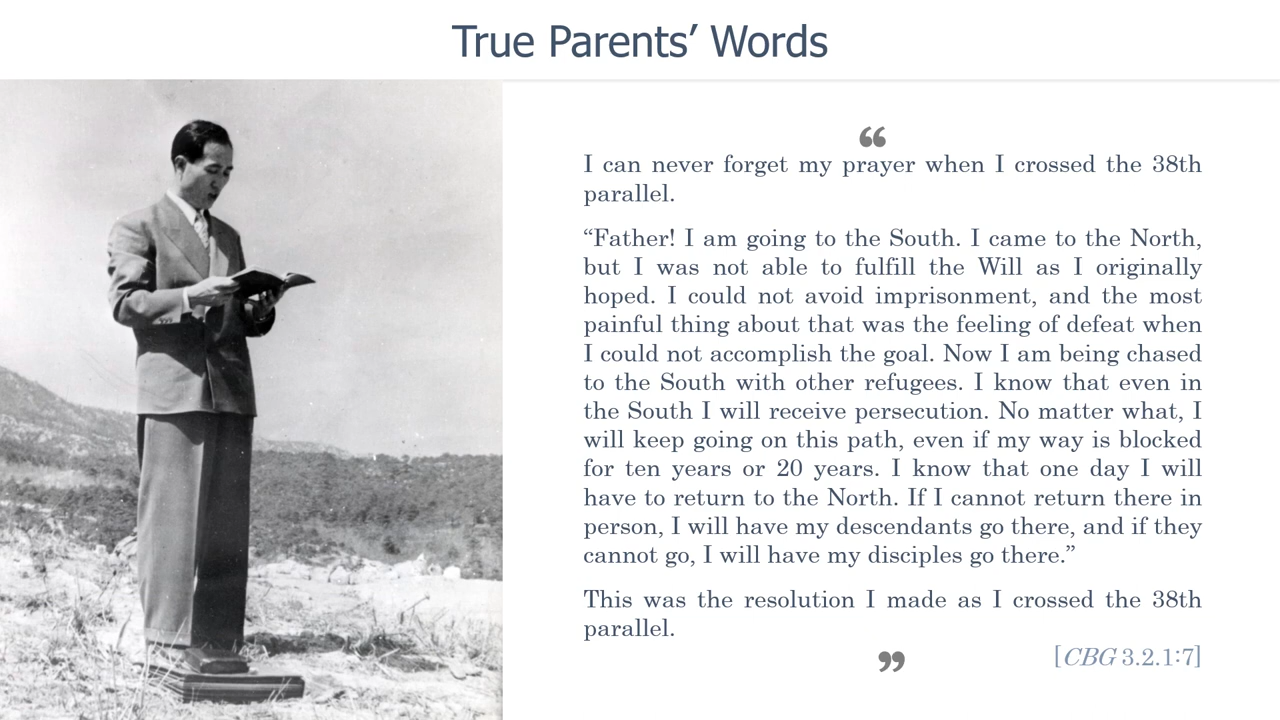 True Parents’ Words
“
I can never forget my prayer when I crossed the 38th
parallel.
“Father! I am going to the South. I came to the North,
but I was not able to fulfill the Will as I originally
hoped. I could not avoid imprisonment, and the most
painful thing about that was the feeling of defeat when
I could not accomplish the goal. Now I am being chased
to the South with other refugees. I know that even in
the South I will receive persecution. No matter what, I
will keep going on this path, even if my way is blocked
for ten years or 20 years. I know that one day I will
have to return to the North. If I cannot return there in
person, I will have my descendants go there, and if they
cannot go, I will have my disciples go there.”
This was the resolution I made as I crossed the 38th
parallel.
”
[CBG 3.2.1:7]